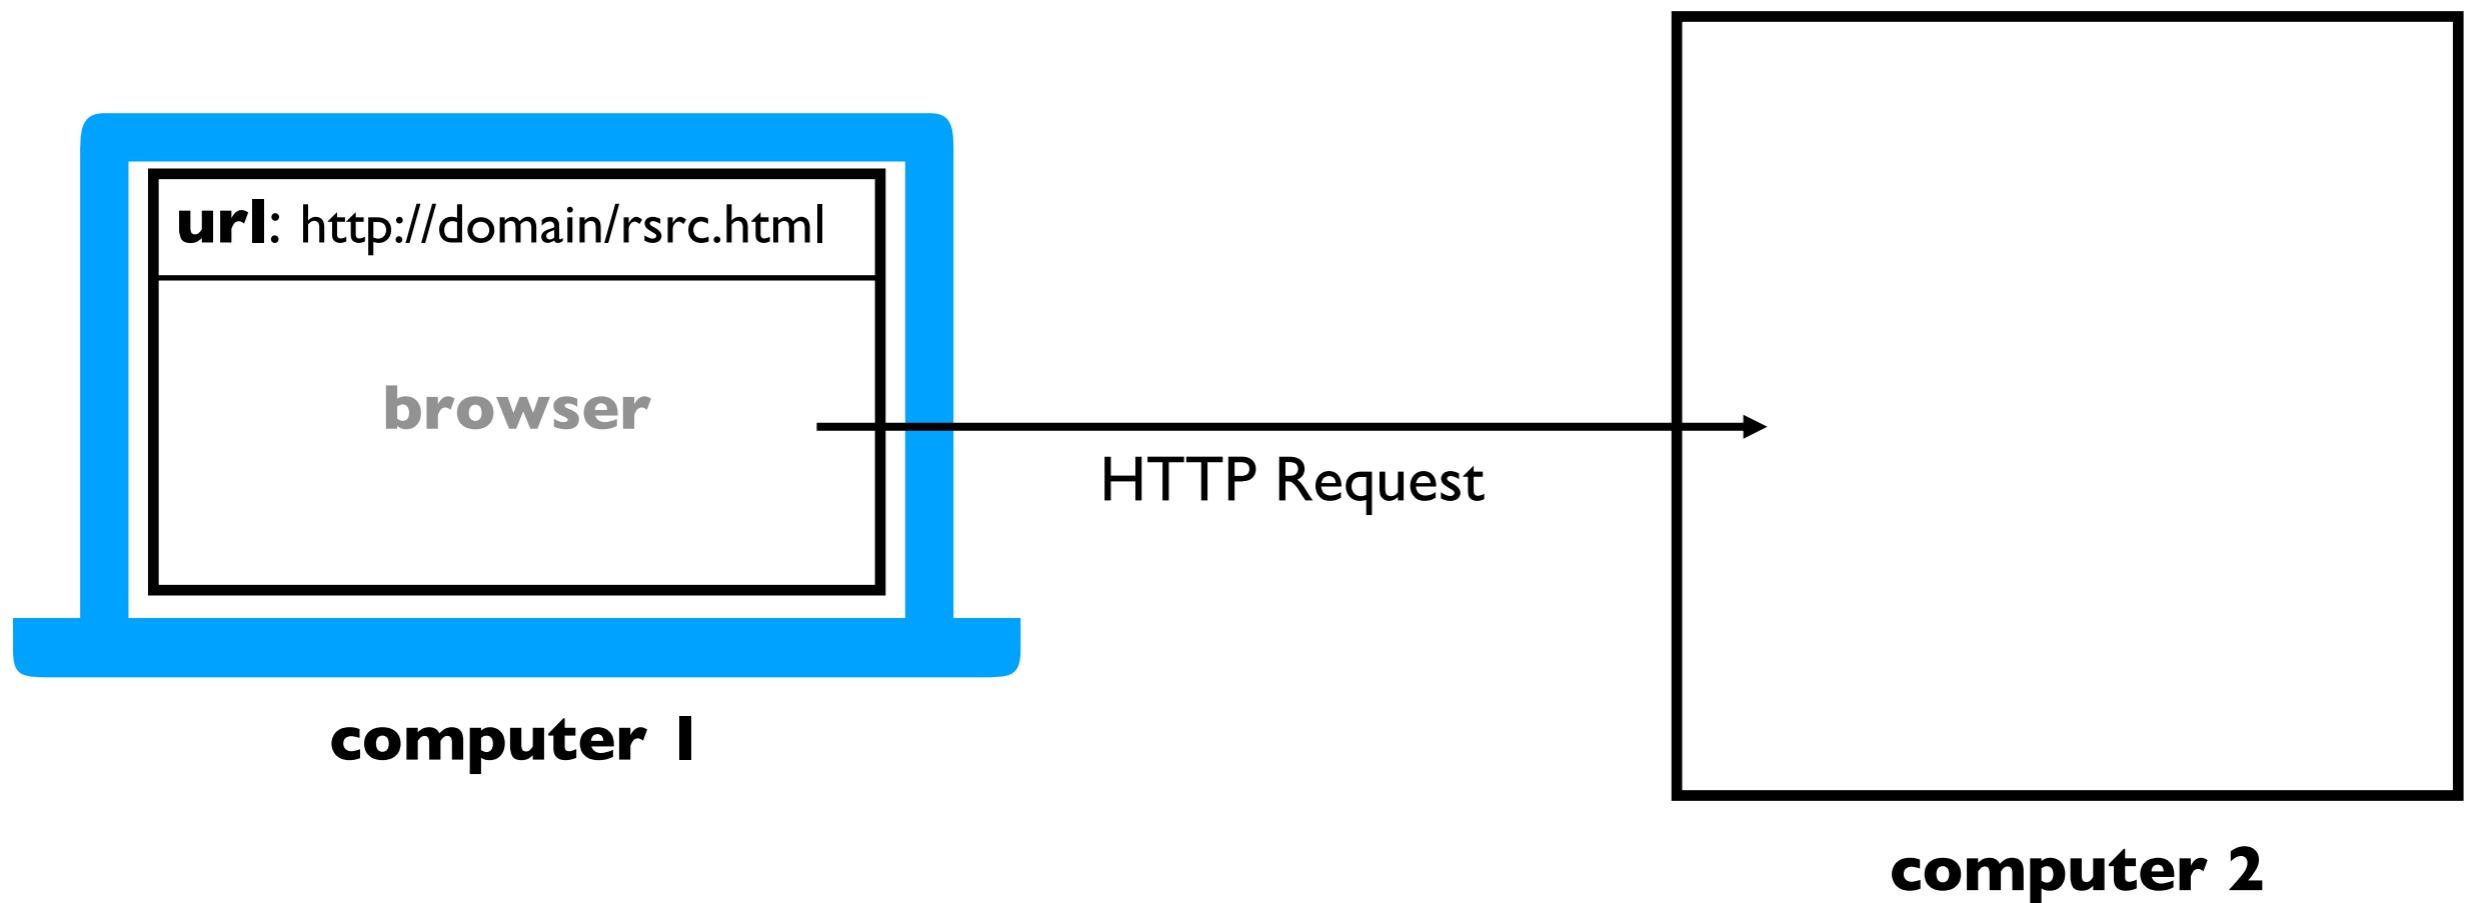 url: http://domain/rsrc.html
browser
HTTP Request
computer 1
computer 2